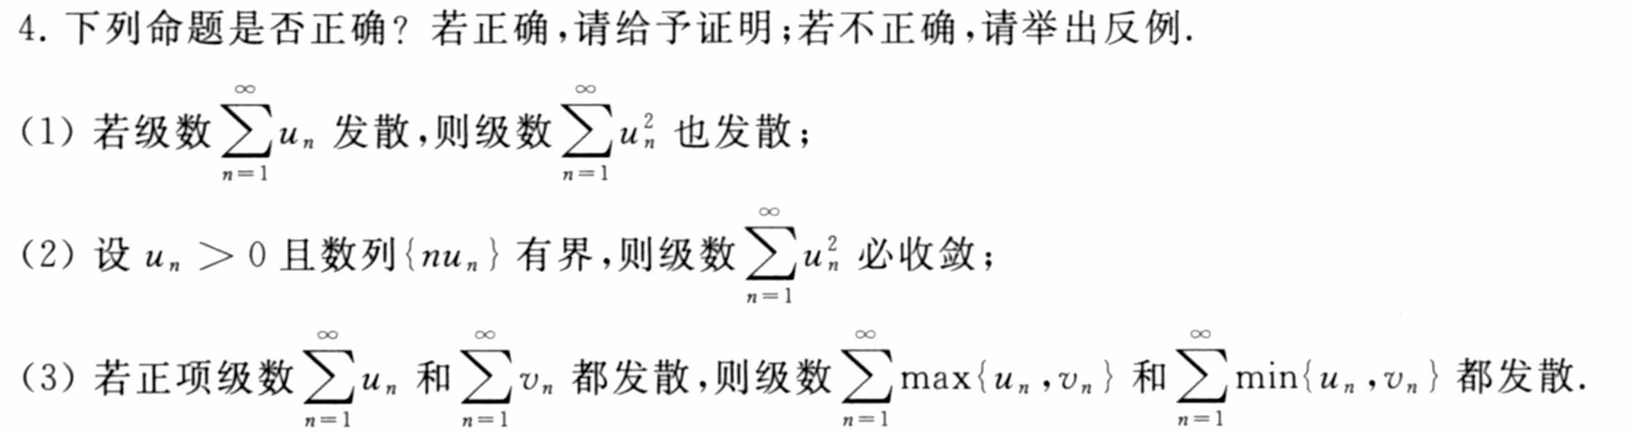 4. 下列命题是否正确？若正确,请给予证明;若不正确,请举出反例.
(1) 若级数 $\sum_{n=1}^{\infty} u_n$ 发散,则级数 $\sum_{n=1}^{\infty} u_n^2$ 也发散;
(2) 设 $u_n > 0$ 且数列 $\{nu_n\}$ 有界,则级数 $\sum_{n=1}^{\infty} u_n^2$ 必收敛;
(3) 若正项级数 $\sum_{n=1}^{\infty} u_n$ 和 $\sum_{n=1}^{\infty} v_n$ 都发散,则级数 $\sum_{n=1}^{\infty} \max\{u_n, v_n\}$ 和 $\sum_{n=1}^{\infty} \min\{u_n, v_n\}$ 都发散.